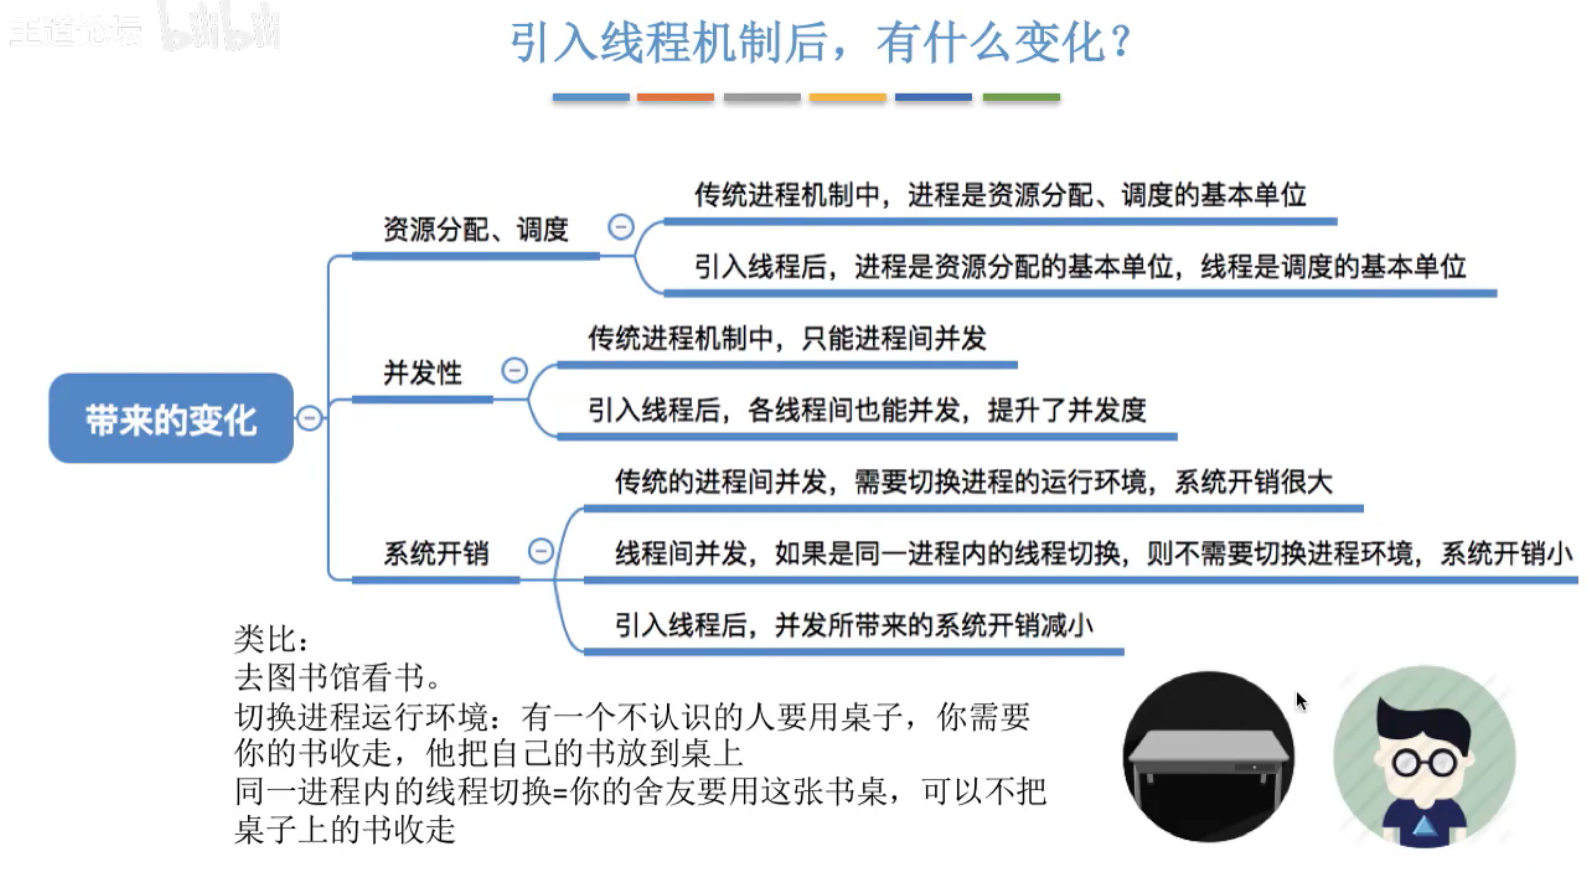 王道论坛 bilibili
引入线程机制后，有什么变化？
传统进程机制中，进程是资源分配、调度的基本单位
资源分配、调度
引入线程后，进程是资源分配的基本单位，线程是调度的基本单位
传统进程机制中，只能进程间并发
并发性
引入线程后，各线程间也能并发，提升了并发度
带来的变化
传统的进程间并发，需要切换进程的运行环境，系统开销很大
系统开销
线程间并发，如果是同一进程内的线程切换，则不需要切换进程环境，系统开销小
引入线程后，并发所带来的系统开销减小
类比：
去图书馆看书。
切换进程运行环境：有一个不认识的人要用桌子，你需要
你的书收走，他把自己的书放到桌上
同一进程内的线程切换=你的舍友要用这张书桌，可以不把
桌子上的书收走